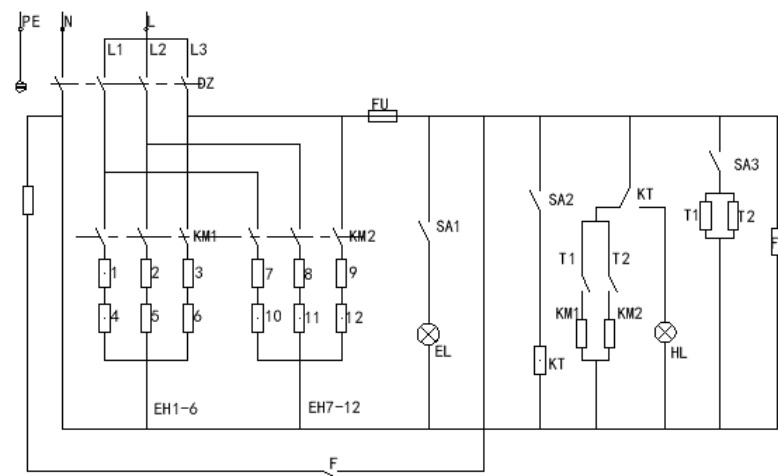 PE N L
L1 L2 L3
DZ
FU
SA1 SA2 KT SA3
T1 T2
KM1 KM2
T1 T2
F
1 2 3 7 8 9
4 5 6 10 11 12
KM1 KM2
EL KT HL
EH1-6 EH7-12
F